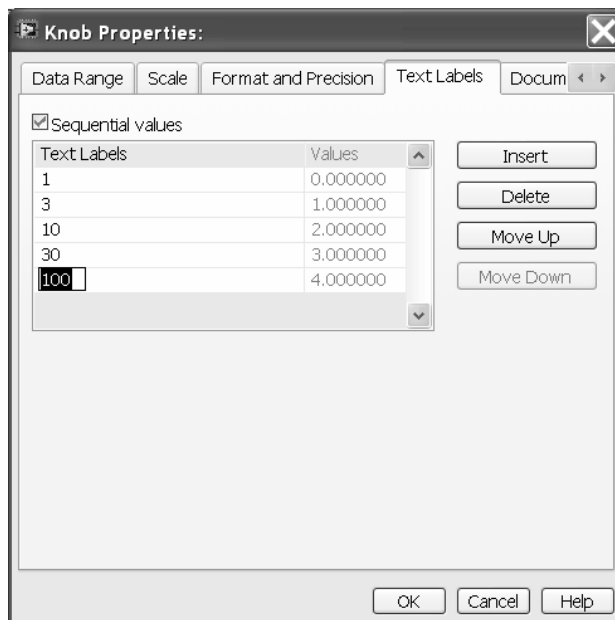 Knob Properties:
Data Range Scale Format and Precision Text Labels Docum
Sequential values
Text Labels Values
1 0.000000
3 1.000000
10 2.000000
30 3.000000
100 4.000000
Insert
Delete
Move Up
Move Down
OK Cancel Help